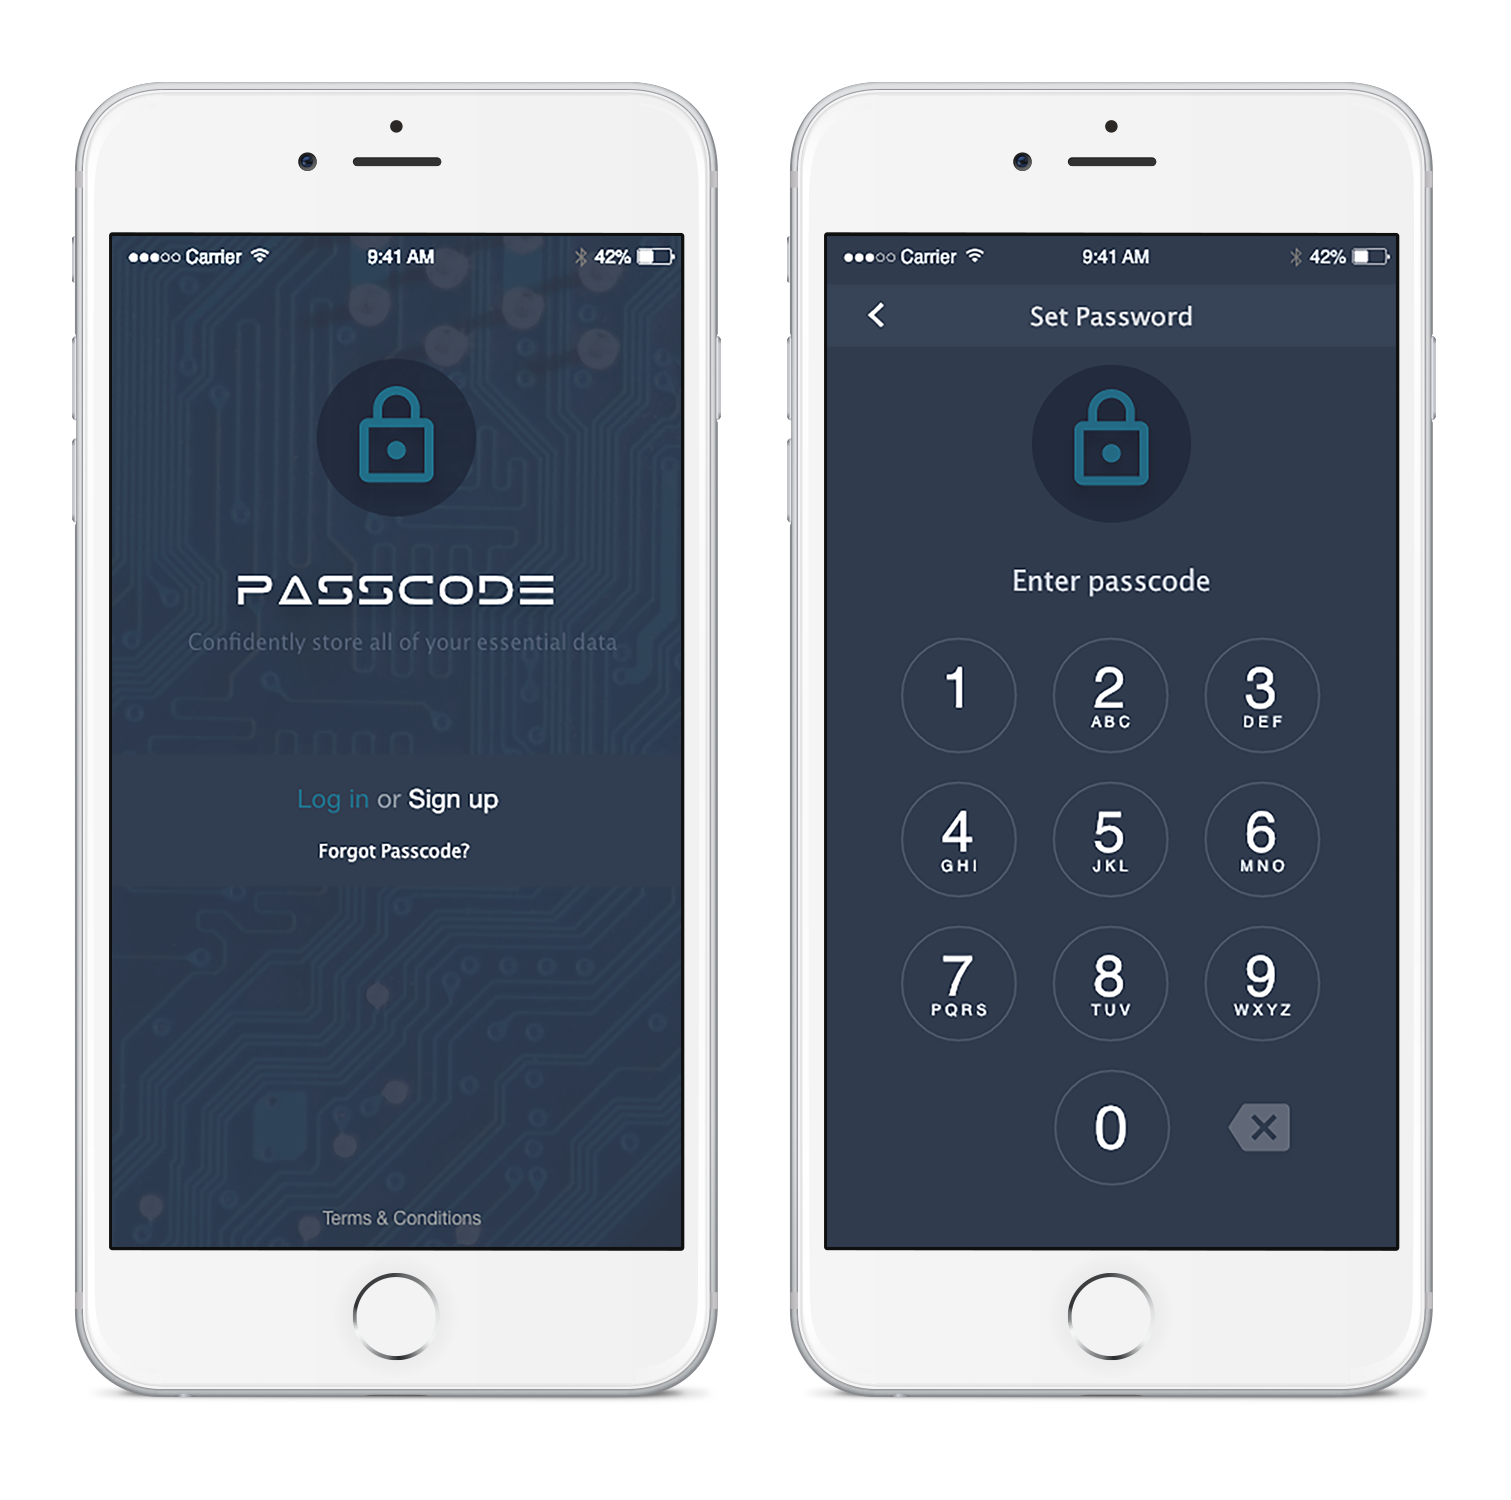 Carrier 9:41 AM 42%
PASSCODE
Confidently store all of your essential data
Log in or Sign up
Forgot Passcode?
Terms & Conditions
Carrier 9:41 AM 42%
Set Password
Enter passcode
1 2 3
ABC DEF
4 5 6
GHI JKL MNO
7 8 9
PQRS TUV WXYZ
0